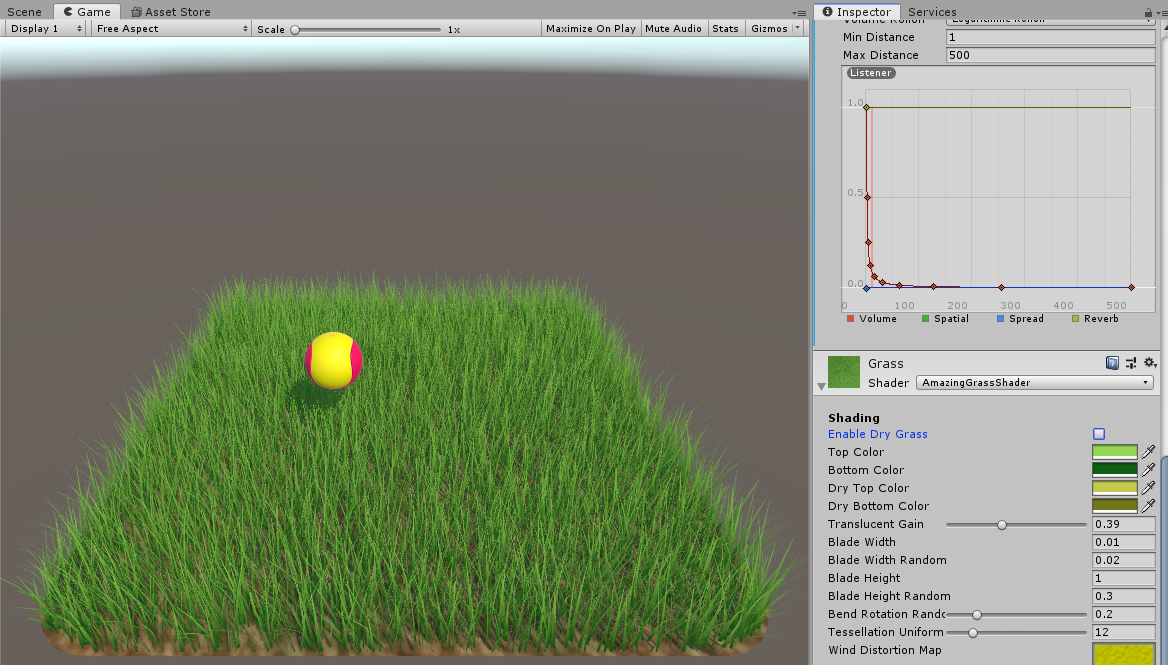 Scene Game Asset Store
Display 1 Free Aspect Scale 1x Maximize On Play Mute Audio Stats Gizmos
Inspector Services
Min Distance 1
Max Distance 500
Listener
1.0
0.5
0.0
0 100 200 300 400 500
Volume Spatial Spread Reverb
Grass
Shader AmazingGrassShader
Shading
Enable Dry Grass
Top Color
Bottom Color
Dry Top Color
Dry Bottom Color
Translucent Gain 0.39
Blade Width 0.01
Blade Width Random 0.02
Blade Height 1
Blade Height Random 0.3
Bend Rotation Rand 0.2
Tessellation Uniform 12
Wind Distortion Map